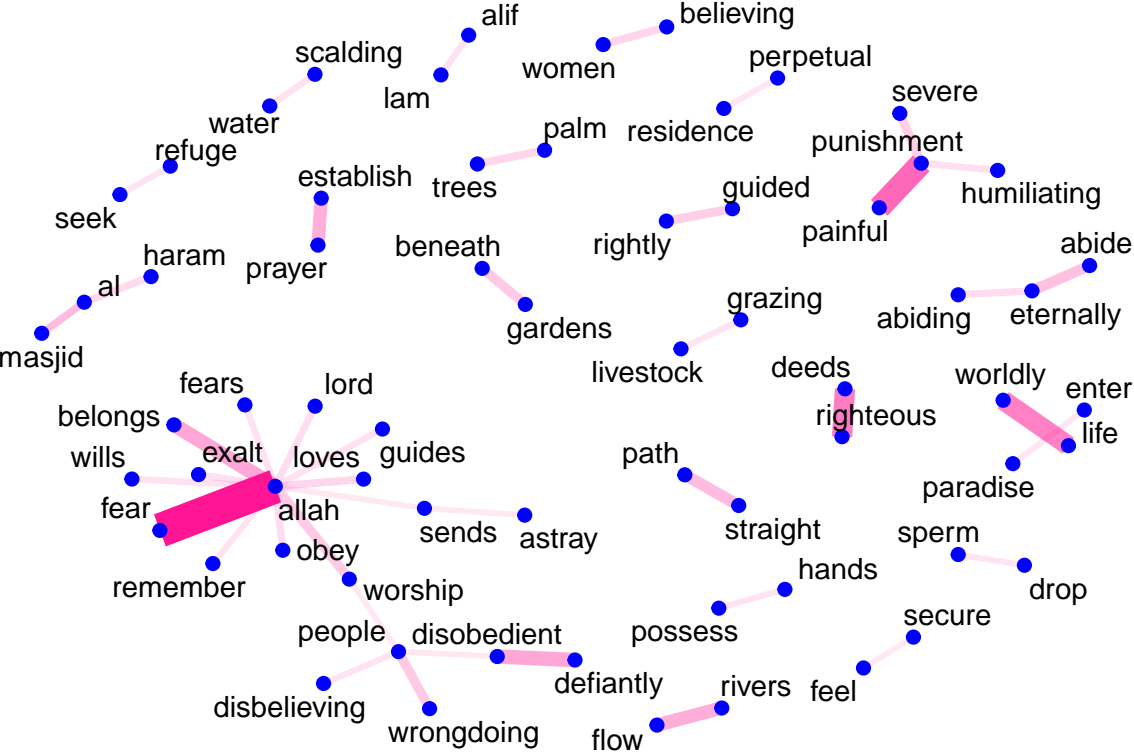 alif
believing
scalding
perpetual
women
lam
severe
water
palm
residence
punishment
refuge
establish
trees
guided
humiliating
seek
painful
rightly
beneath
abide
haram
prayer
al
grazing
gardens
abiding
eternally
masjid
livestock
deeds
worldly
enter
fears
lord
belongs
righteous
life
wills
exalt
loves
guides
path
paradise
fear
allah
sends
astray
straight
sperm
obey
remember
worship
hands
drop
people
disobedient
possess
secure
defiantly
rivers
feel
disbelieving
wrongdoing
flow